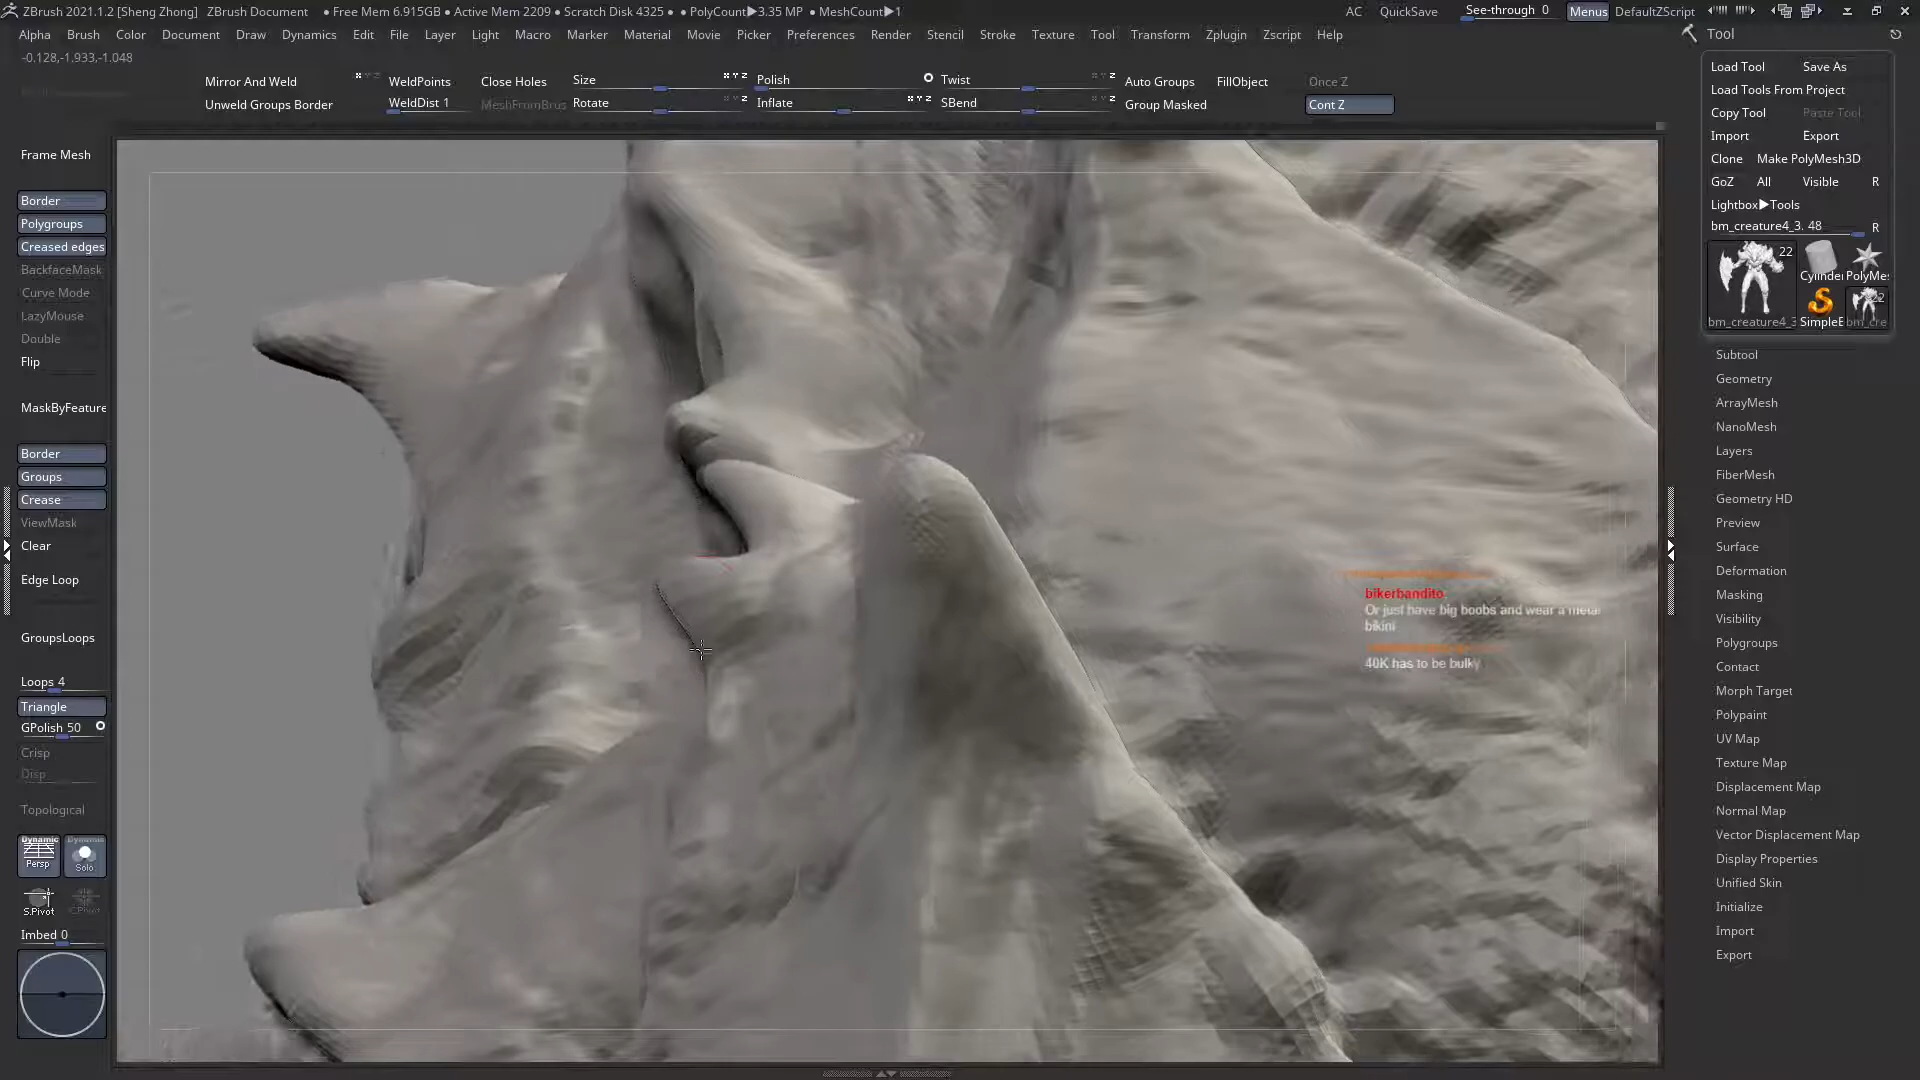 ZBrush 2021.1.2 [Sheng Zhong] ZBrush Document • Free Mem 6.915GB • Active Mem 2209 • Scratch Disk 4325 • • PolyCount▶3.35 MP • MeshCount▶1 AC QuickSave See-through 0 Menus DefaultZScript
Alpha Brush Color Document Draw Dynamics Edit File Layer Light Macro Marker Material Movie Picker Preferences Render Stencil Stroke Texture Tool Transform Zplugin Zscript Help
-0.128,-1.933,-1.048
Mirror And Weld WeldPoints Close Holes Size Polish Twist Auto Groups FillObject Once Z
Unweld Groups Border WeldDist 1 MeshFromBrus Rotate Inflate SBend Group Masked Cont Z
Frame Mesh
Border
Polygroups
Creased edges
BackfaceMask
Curve Mode
LazyMouse
Double
Flip
MaskByFeature
Border
Groups
Crease
ViewMask
Clear
Edge Loop
GroupsLoops
Loops 4
Triangle
GPolish 50
Crisp
Disp
Topological
Dynamic
Persp
Dynamic
Solo
S.Pivot
C.Pivot
Imbed 0
bikerbandito
Or just have big boobs and wear a metal
bikini
40K has to be bulky
Tool
Load Tool Save As
Load Tools From Project
Copy Tool Paste Tool
Import Export
Clone Make PolyMesh3D
GoZ All Visible R
Lightbox▶Tools
bm_creature4_3. 48 R
22
Cylinder PolyMes
22
bm_creature4_3 SimpleE bm_cre
Subtool
Geometry
ArrayMesh
NanoMesh
Layers
FiberMesh
Geometry HD
Preview
Surface
Deformation
Masking
Visibility
Polygroups
Contact
Morph Target
Polypaint
UV Map
Texture Map
Displacement Map
Normal Map
Vector Displacement Map
Display Properties
Unified Skin
Initialize
Import
Export